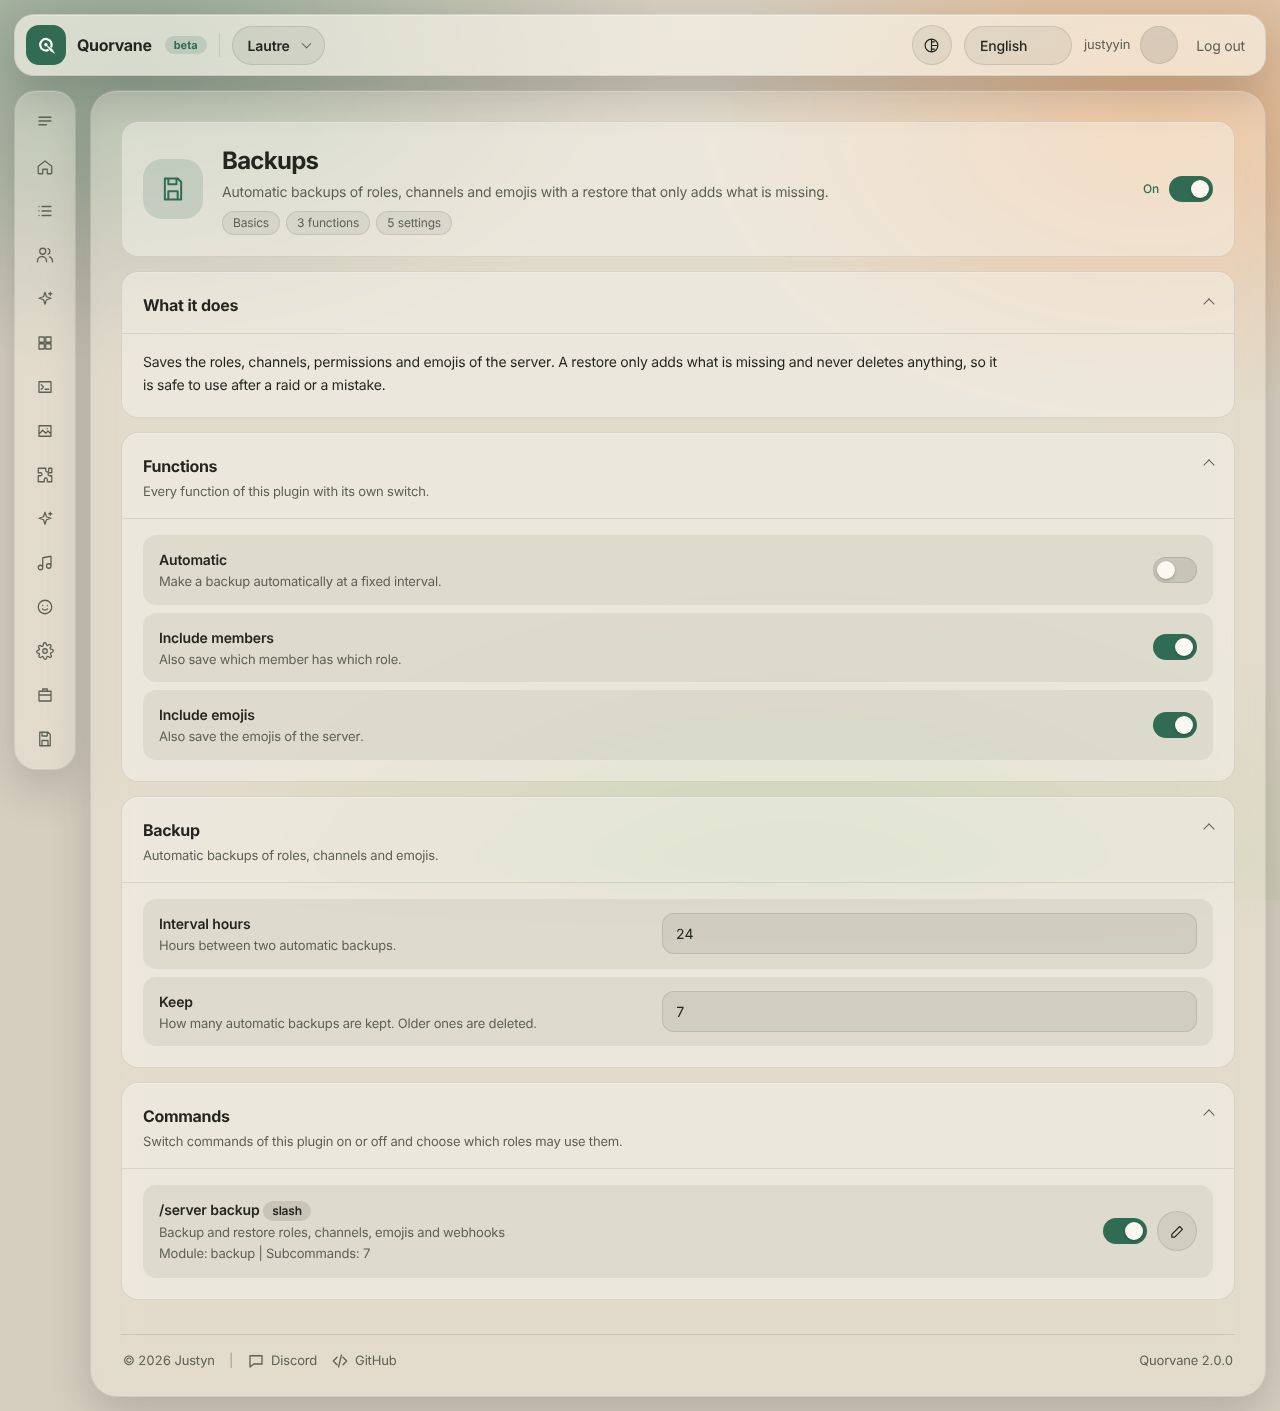 Quorvane beta Lautre English justyyin Log out
Backups
Automatic backups of roles, channels and emojis with a restore that only adds what is missing.
Basics 3 functions 5 settings
On
What it does
Saves the roles, channels, permissions and emojis of the server. A restore only adds what is missing and never deletes anything, so it
is safe to use after a raid or a mistake.
Functions
Every function of this plugin with its own switch.
Automatic
Make a backup automatically at a fixed interval.
Include members
Also save which member has which role.
Include emojis
Also save the emojis of the server.
Backup
Automatic backups of roles, channels and emojis.
Interval hours
Hours between two automatic backups.
24
Keep
How many automatic backups are kept. Older ones are deleted.
7
Commands
Switch commands of this plugin on or off and choose which roles may use them.
/server backup slash
Backup and restore roles, channels, emojis and webhooks
Module: backup | Subcommands: 7
© 2026 Justyn | Discord GitHub Quorvane 2.0.0